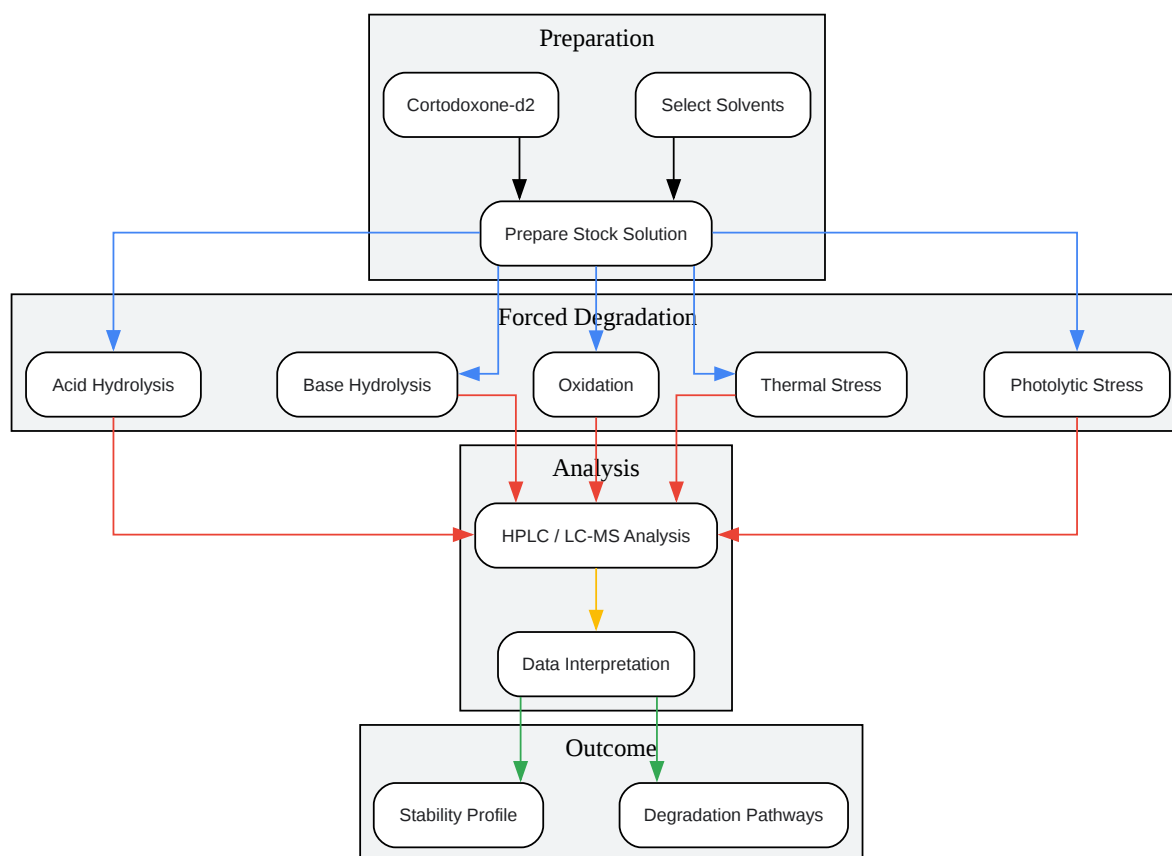 Preparation
Cortodoxone-d2
Select Solvents
Prepare Stock Solution
Forced Degradation
Acid Hydrolysis
Base Hydrolysis
Oxidation
Thermal Stress
Photolytic Stress
Analysis
HPLC / LC-MS Analysis
Data Interpretation
Outcome
Stability Profile
Degradation Pathways